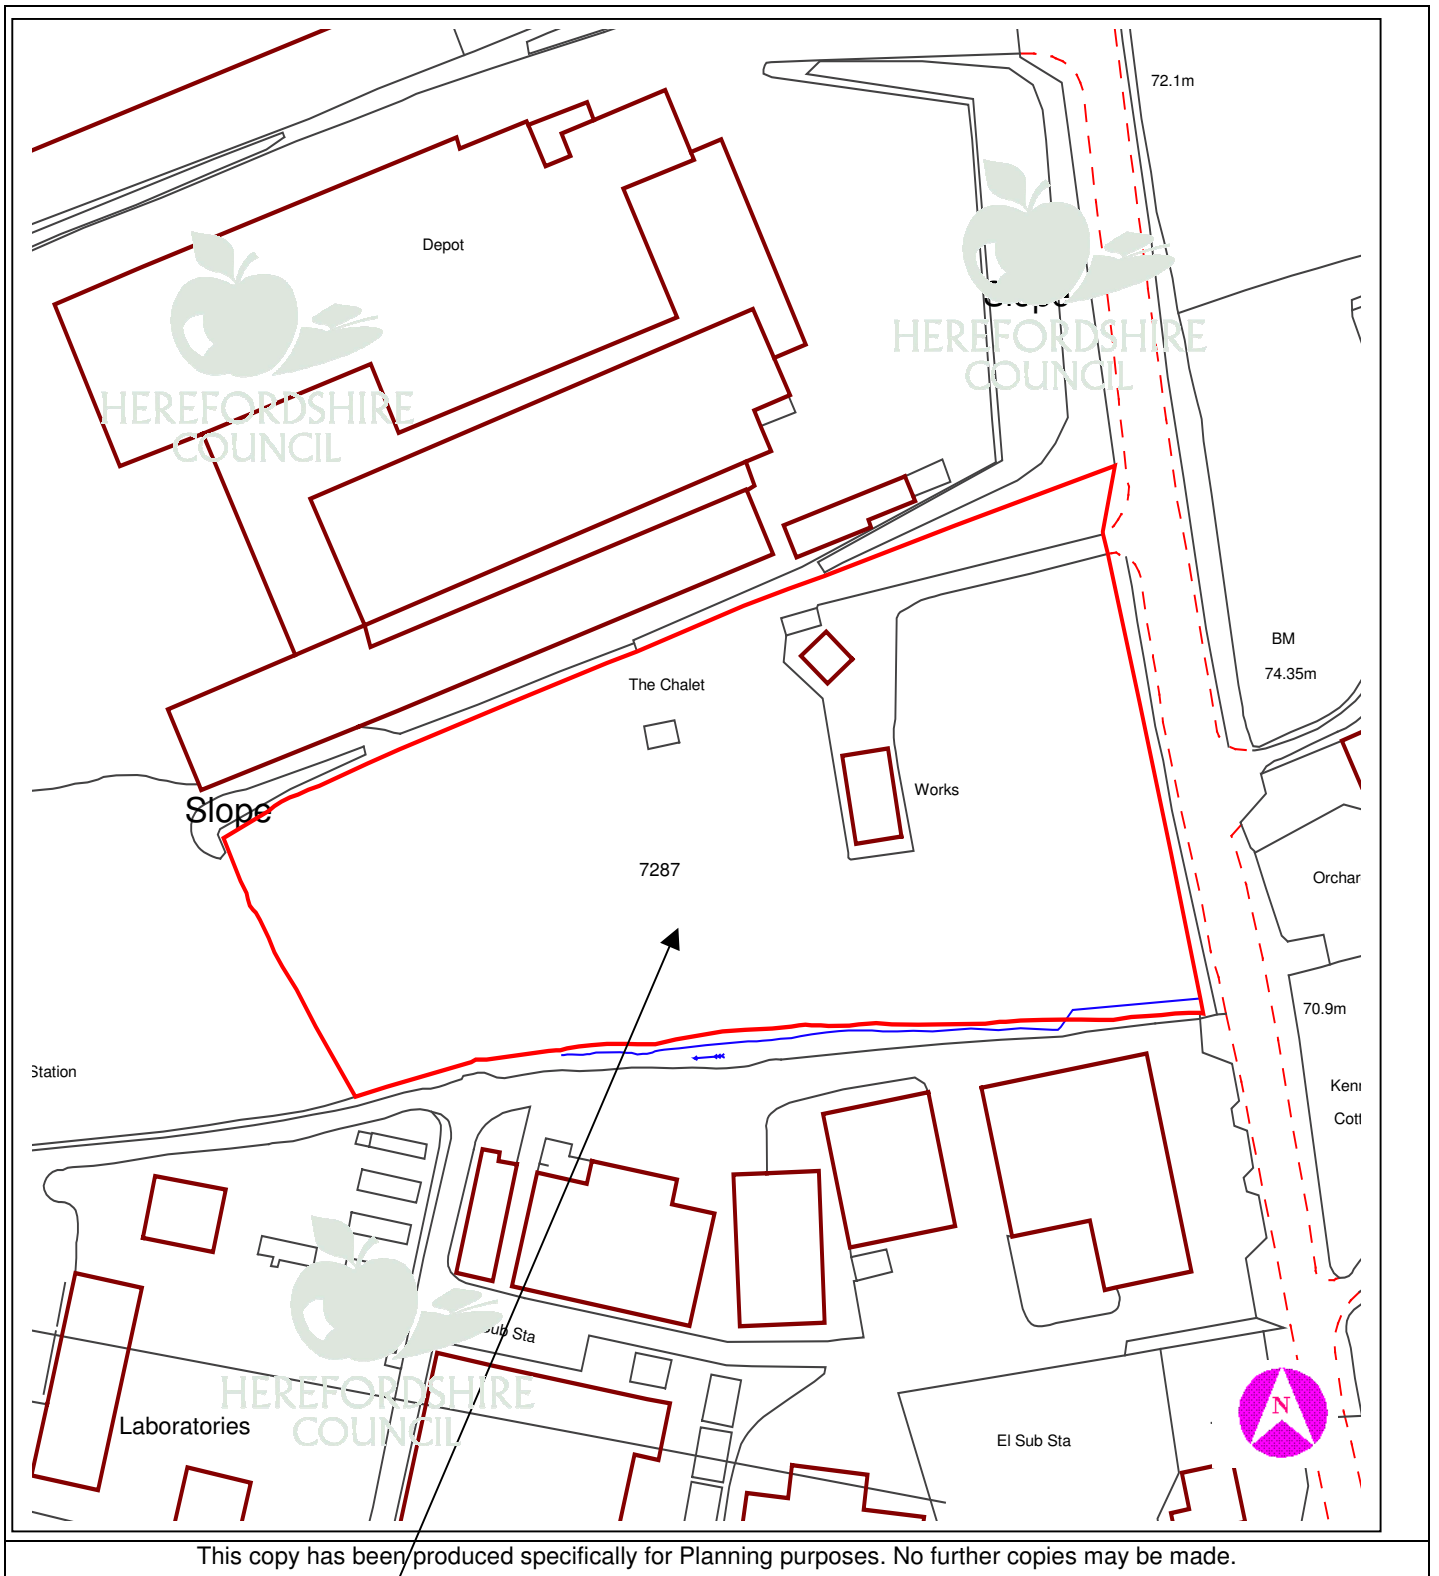 72.1m
Depot
Slope
HEREFORDSHIRE
COUNCIL
HEREFORDSHIRE
COUNCIL
BM
74.35m
The Chalet
Works
Slope
7287
Orchar
70.9m
Station
Cott
Sub Sta
HEREFORDSHIRE
COUNCIL
Laboratories
N
El Sub Sta
This copy has been produced specifically for Planning purposes. No further copies may be made.